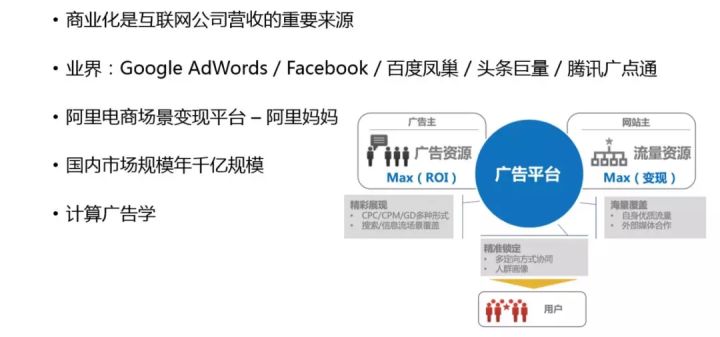 • 商业化是互联网公司营收的重要来源
• 业界：Google AdWords / Facebook / 百度凤巢 / 头条巨量 / 腾讯广点通
• 阿里电商场景变现平台 – 阿里妈妈
• 国内市场规模年千亿规模
• 计算广告学
广告主
广告资源
Max（ROI）
广告平台
网站主
流量资源
Max（变现）
精彩展现
• CPC/CPM/GD多种形式
• 搜索/信息流场景覆盖
精准锁定
• 多定向方式协同
• 人群画像
海量覆盖
• 自身优质流量
• 外部媒体合作
用户